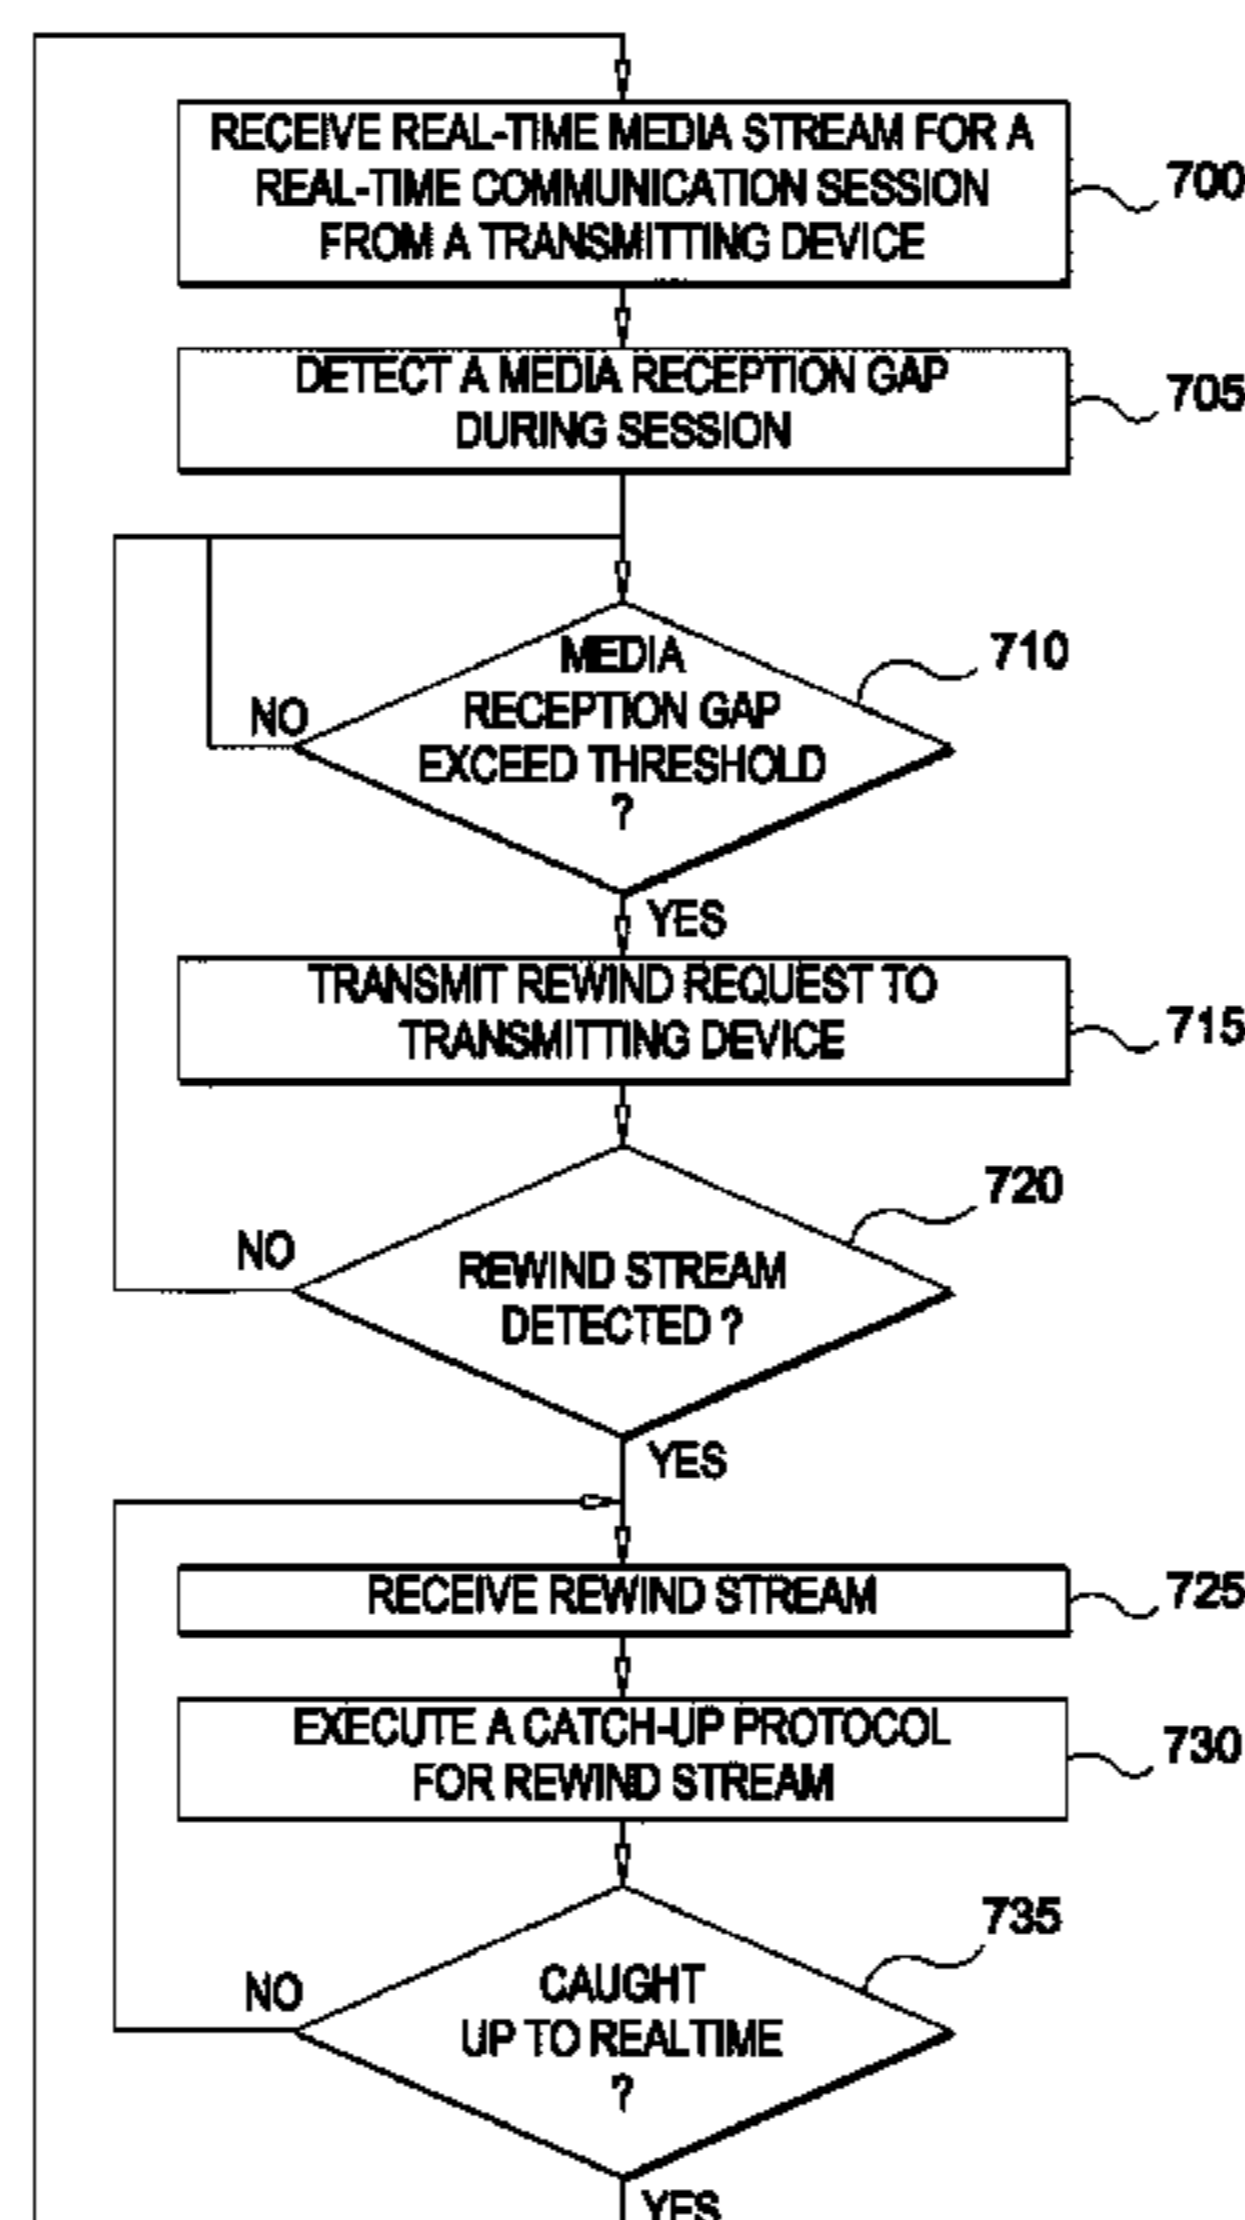 RECEIVE REAL-TIME MEDIA STREAM FOR A
REAL-TIME COMMUNICATION SESSION
FROM A TRANSMITTING DEVICE
700
DETECT A MEDIA RECEPTION GAP
DURING SESSION
705
MEDIA
RECEPTION GAP
EXCEED THRESHOLD
?
710
NO
YES
TRANSMIT REWIND REQUEST TO
TRANSMITTING DEVICE
715
REWIND STREAM
DETECTED ?
720
NO
YES
RECEIVE REWIND STREAM
725
EXECUTE A CATCH-UP PROTOCOL
FOR REWIND STREAM
730
CAUGHT
UP TO REALTIME
?
735
NO
YES